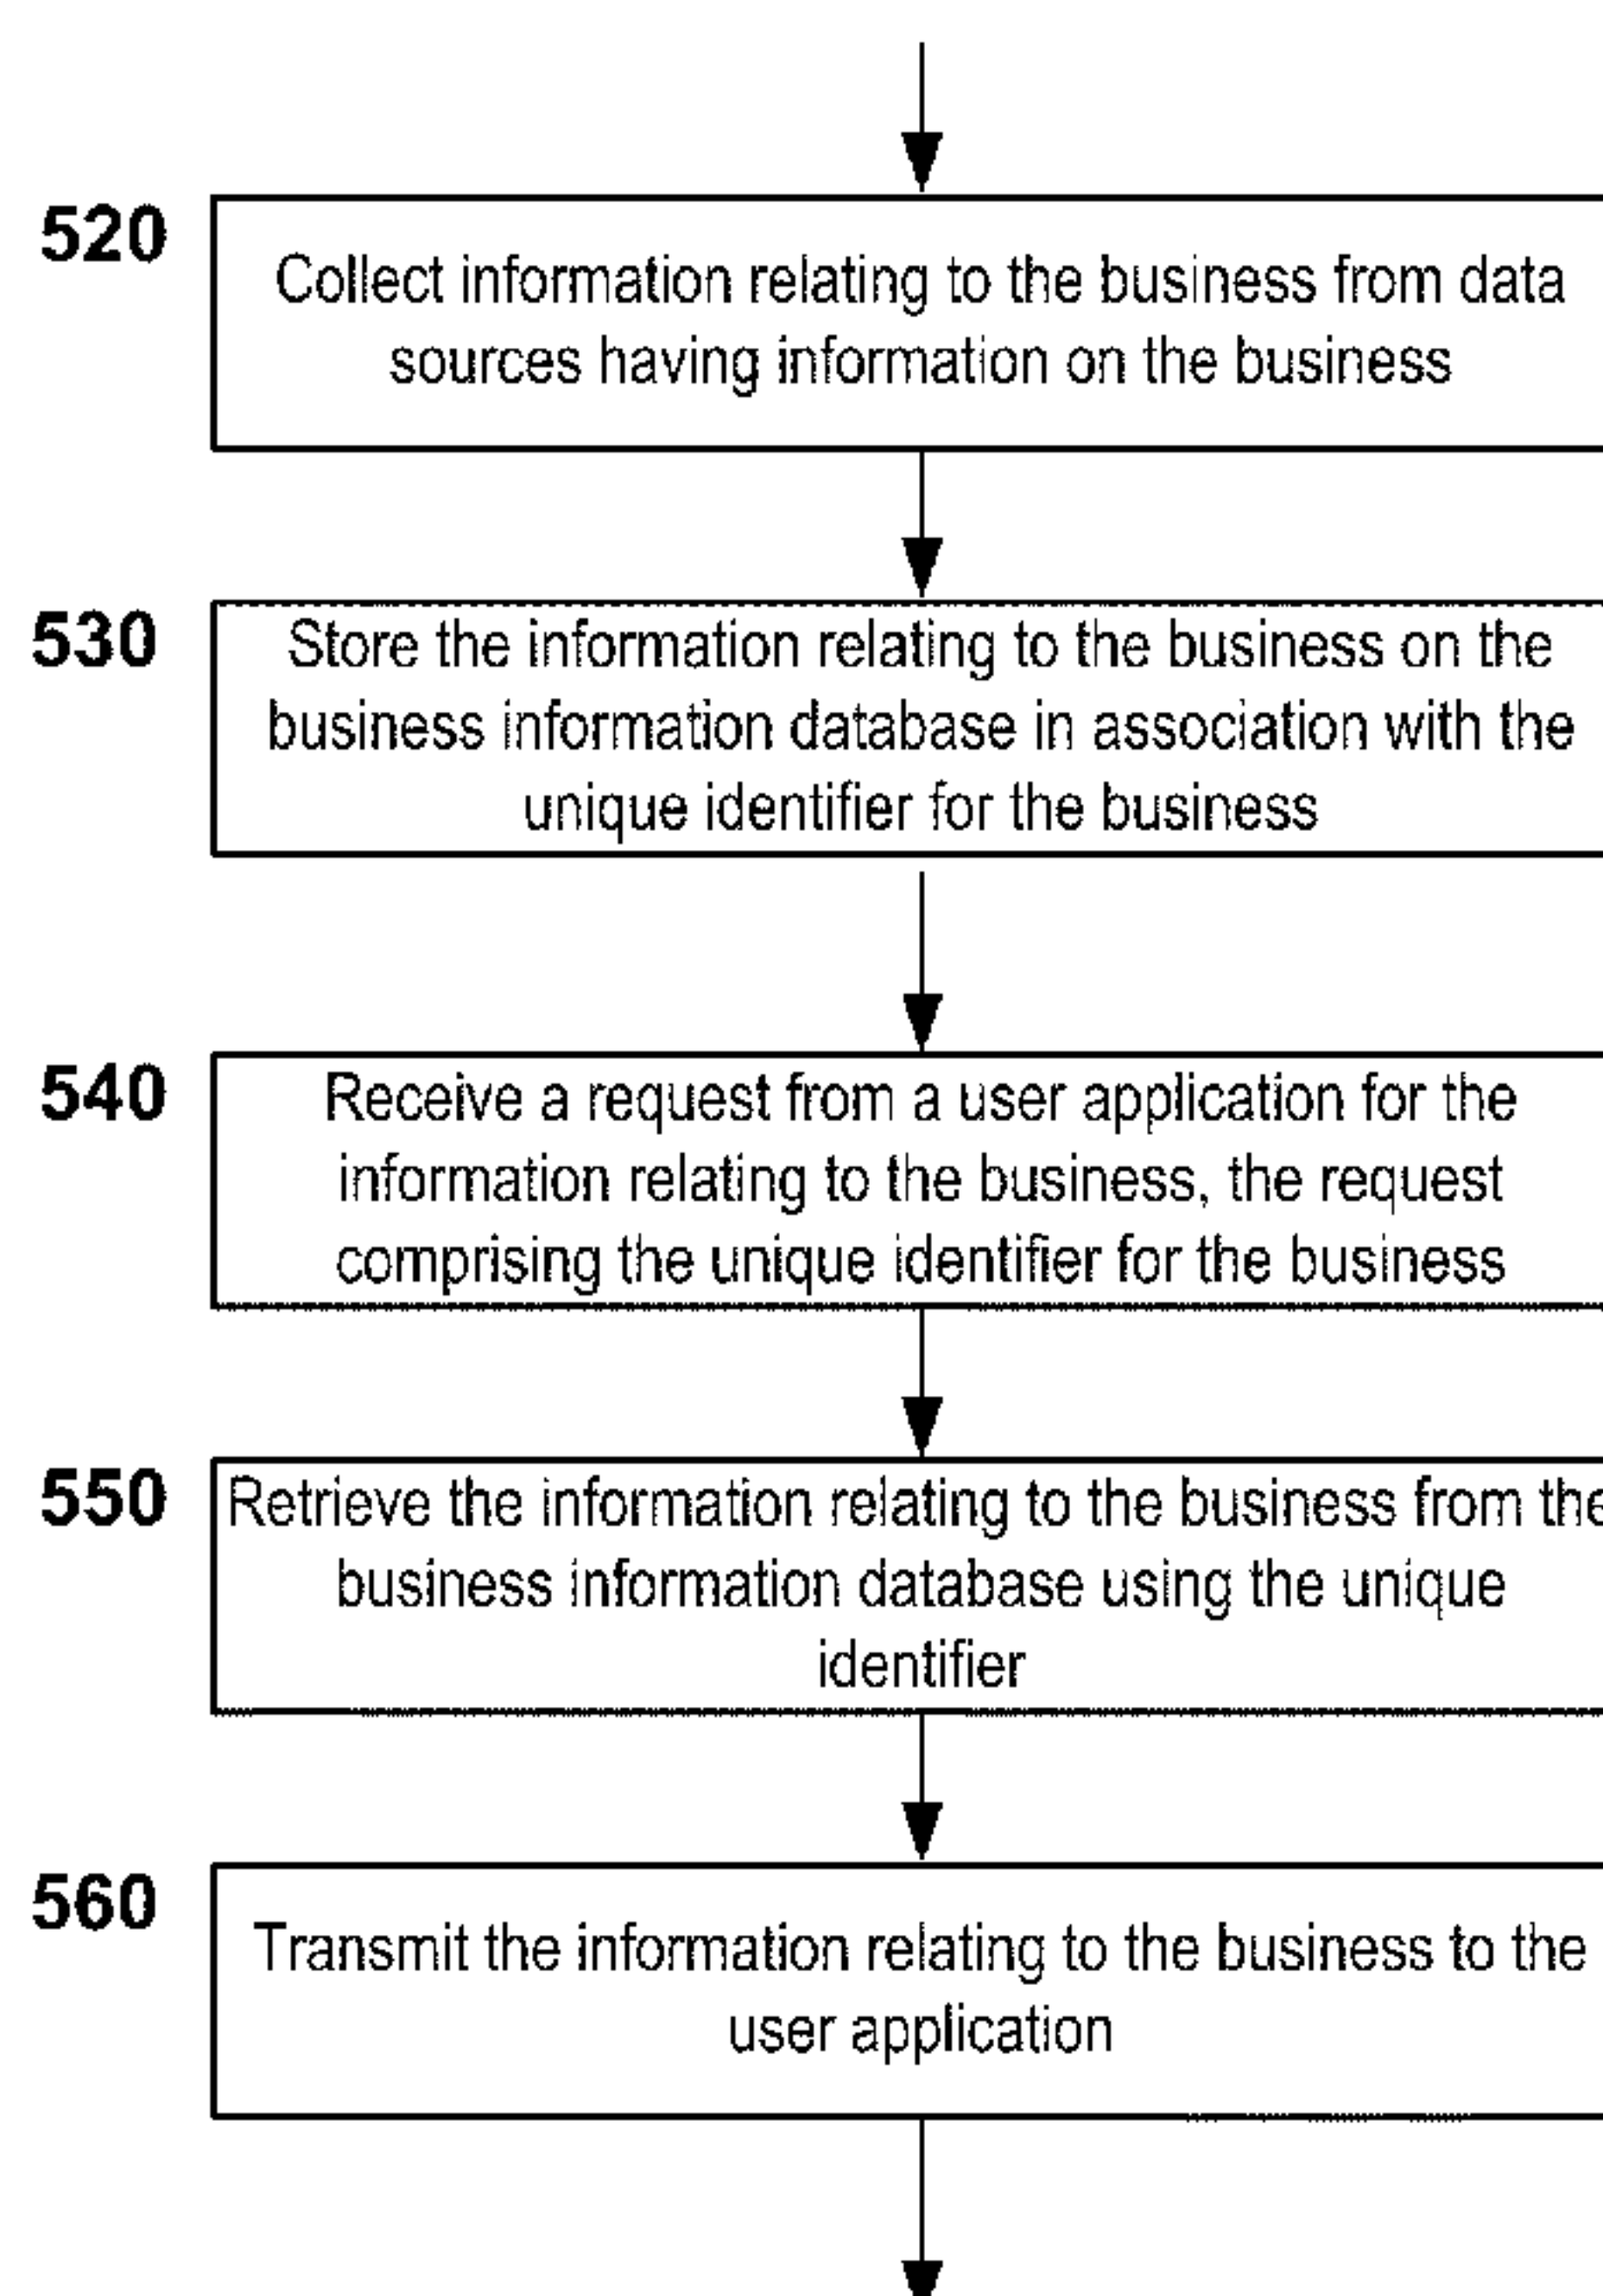 520
Collect information relating to the business from data
sources having information on the business
530
Store the information relating to the business on the
business information database in association with the
unique identifier for the business
540
Receive a request from a user application for the
information relating to the business, the request
comprising the unique identifier for the business
550
Retrieve the information relating to the business from the
business information database using the unique
identifier
560
Transmit the information relating to the business to the
user application